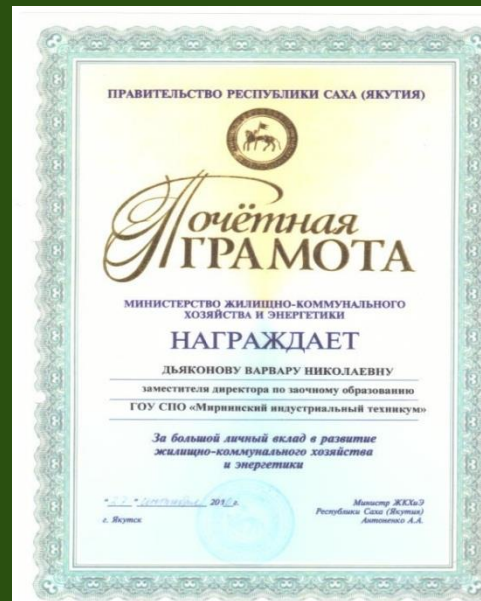 ПРАВИТЕЛЬСТВО РЕСПУБЛИКИ САХА (ЯКУТИЯ)
Почётная
ГРАМОТА
МИНИСТЕРСТВО ЖИЛИЩНО-КОММУНАЛЬНОГО
ХОЗЯЙСТВА И ЭНЕРГЕТИКИ
НАГРАЖДАЕТ
ДЬЯКОНОВУ ВАРВАРУ НИКОЛАЕВНУ
заместителя директора по заочному образованию
ГОУ СПО «Мирнинский индустриальный техникум»
За большой личный вклад в развитие
жилищно-коммунального хозяйства
и энергетики
г. Якутск
Министр ЖКХиЭ
Республики Саха (Якутия)
Антоненко А.А.